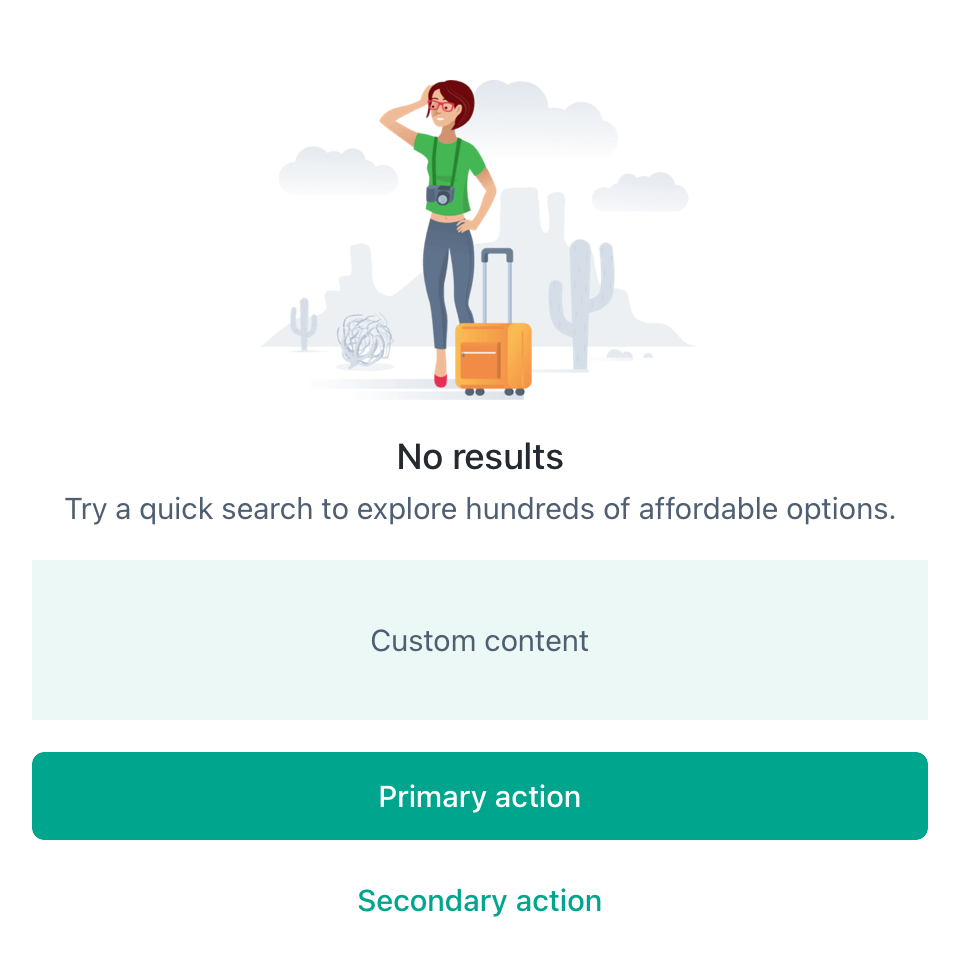 No results
Try a quick search to explore hundreds of affordable options.
Custom content
Primary action
Secondary action